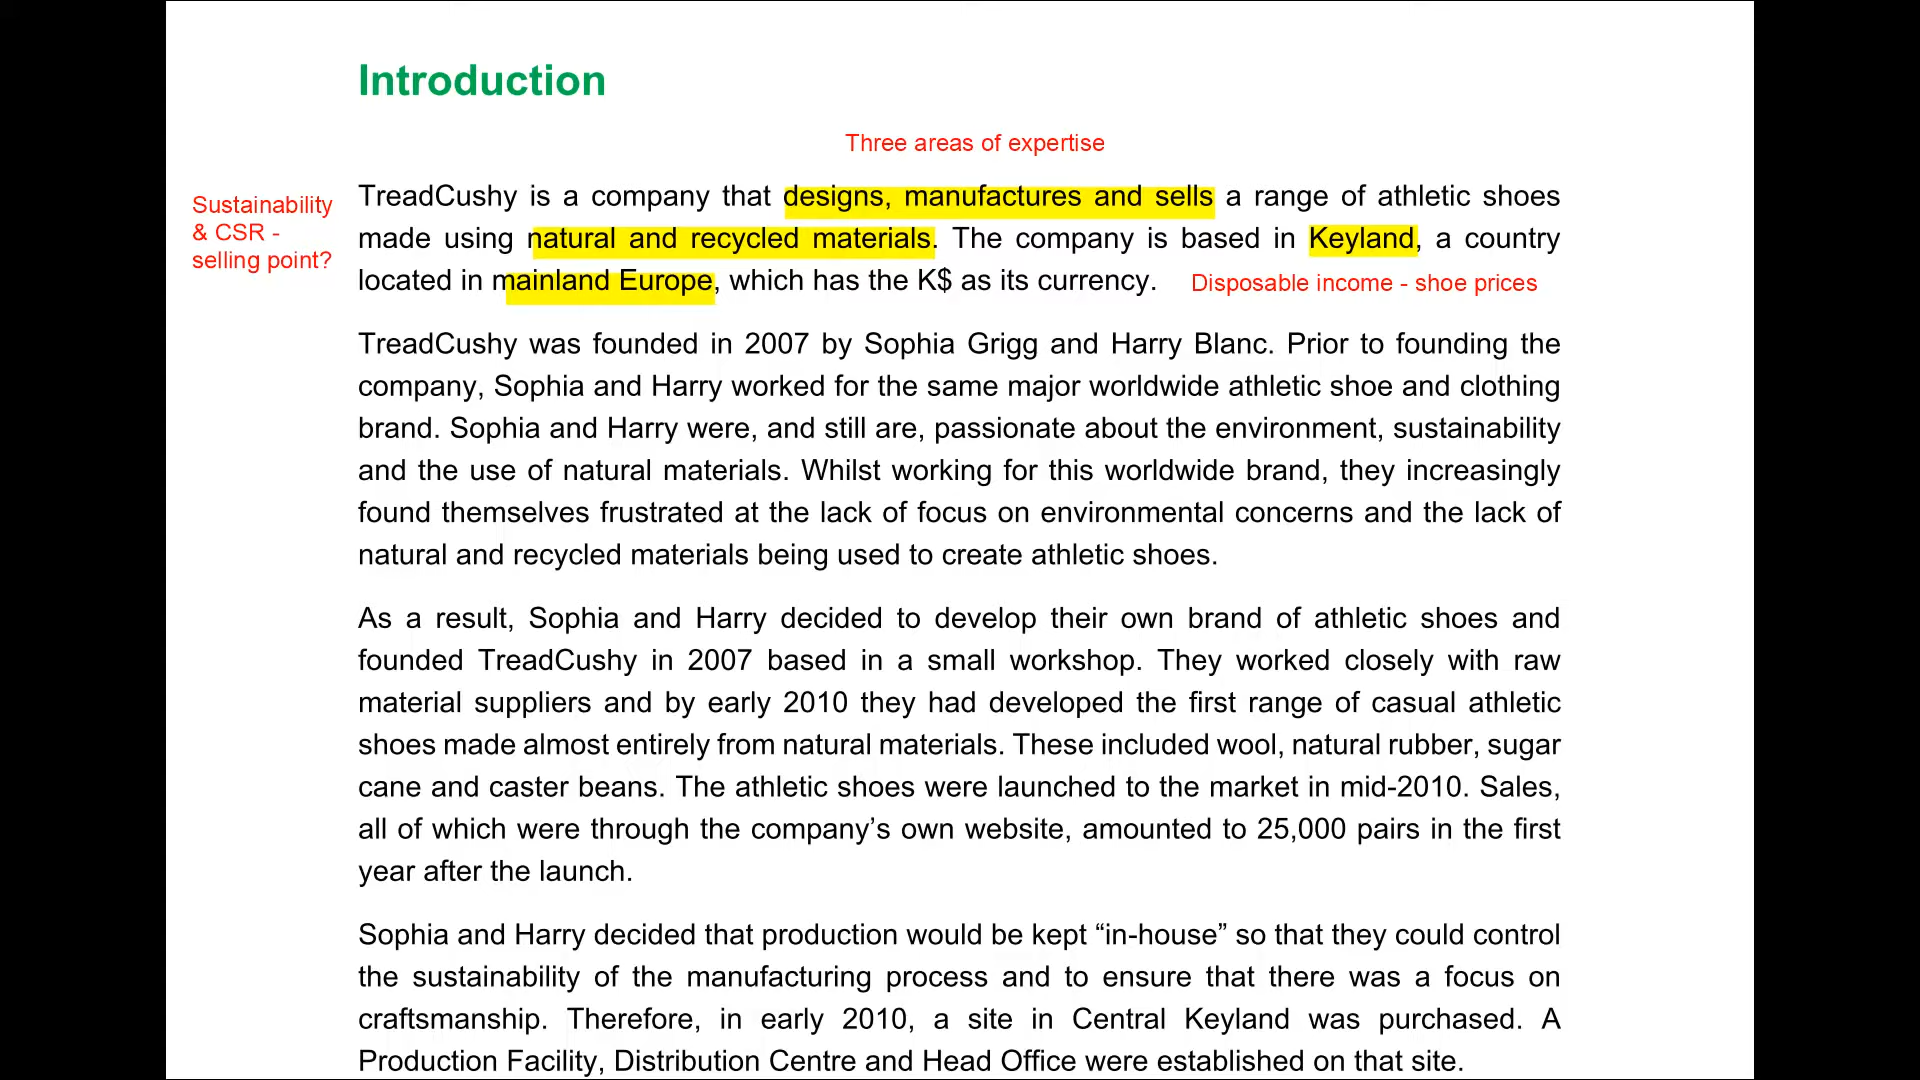 Introduction
Three areas of expertise
Sustainability
& CSR -
selling point?
TreadCushy is a company that designs, manufactures and sells a range of athletic shoes
made using natural and recycled materials. The company is based in Keyland, a country
located in mainland Europe, which has the K$ as its currency.
Disposable income - shoe prices
TreadCushy was founded in 2007 by Sophia Grigg and Harry Blanc. Prior to founding the
company, Sophia and Harry worked for the same major worldwide athletic shoe and clothing
brand. Sophia and Harry were, and still are, passionate about the environment, sustainability
and the use of natural materials. Whilst working for this worldwide brand, they increasingly
found themselves frustrated at the lack of focus on environmental concerns and the lack of
natural and recycled materials being used to create athletic shoes.
As a result, Sophia and Harry decided to develop their own brand of athletic shoes and
founded TreadCushy in 2007 based in a small workshop. They worked closely with raw
material suppliers and by early 2010 they had developed the first range of casual athletic
shoes made almost entirely from natural materials. These included wool, natural rubber, sugar
cane and caster beans. The athletic shoes were launched to the market in mid-2010. Sales,
all of which were through the company’s own website, amounted to 25,000 pairs in the first
year after the launch.
Sophia and Harry decided that production would be kept “in-house” so that they could control
the sustainability of the manufacturing process and to ensure that there was a focus on
craftsmanship. Therefore, in early 2010, a site in Central Keyland was purchased. A
Production Facility, Distribution Centre and Head Office were established on that site.